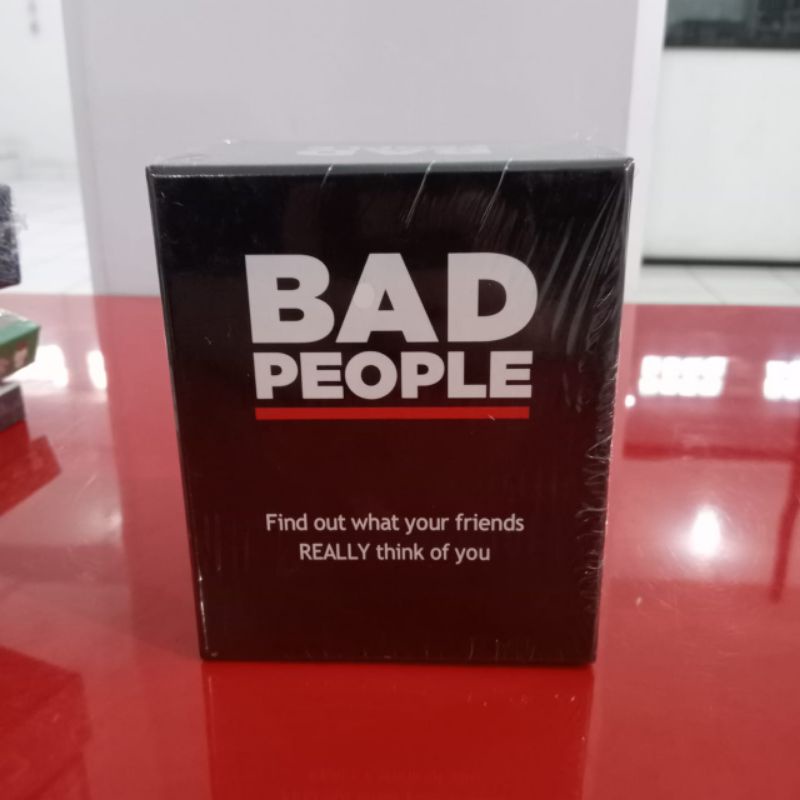 BAD
PEOPLE
Find out what your friends
REALLY think of you